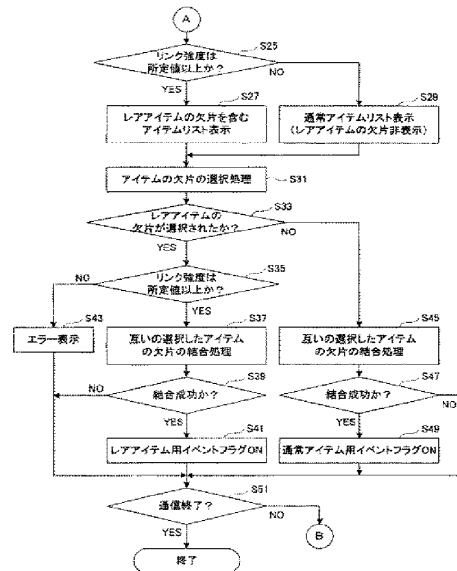 A
S25
リンク強度は
所定値以上か?
NO
YES
S27
レアアイテムの欠片を含む
アイテムリスト表示
S29
通常アイテムリスト表示
(レアアイテムの欠片非表示)
S31
アイテムの欠片の選択処理
S33
レアアイテムの
欠片が選択されたか?
NO
YES
S35
NO
リンク強度は
所定値以上か?
YES
S43
エラー表示
S37
互いの選択したアイテム
の欠片の結合処理
S45
互いの選択したアイテム
の欠片の結合処理
S39
NO
結合成功か?
YES
S47
結合成功か?
NO
YES
S41
レアアイテム用イベントフラグON
S49
通常アイテム用イベントフラグON
S51
通信終了?
NO
YES
B
終了